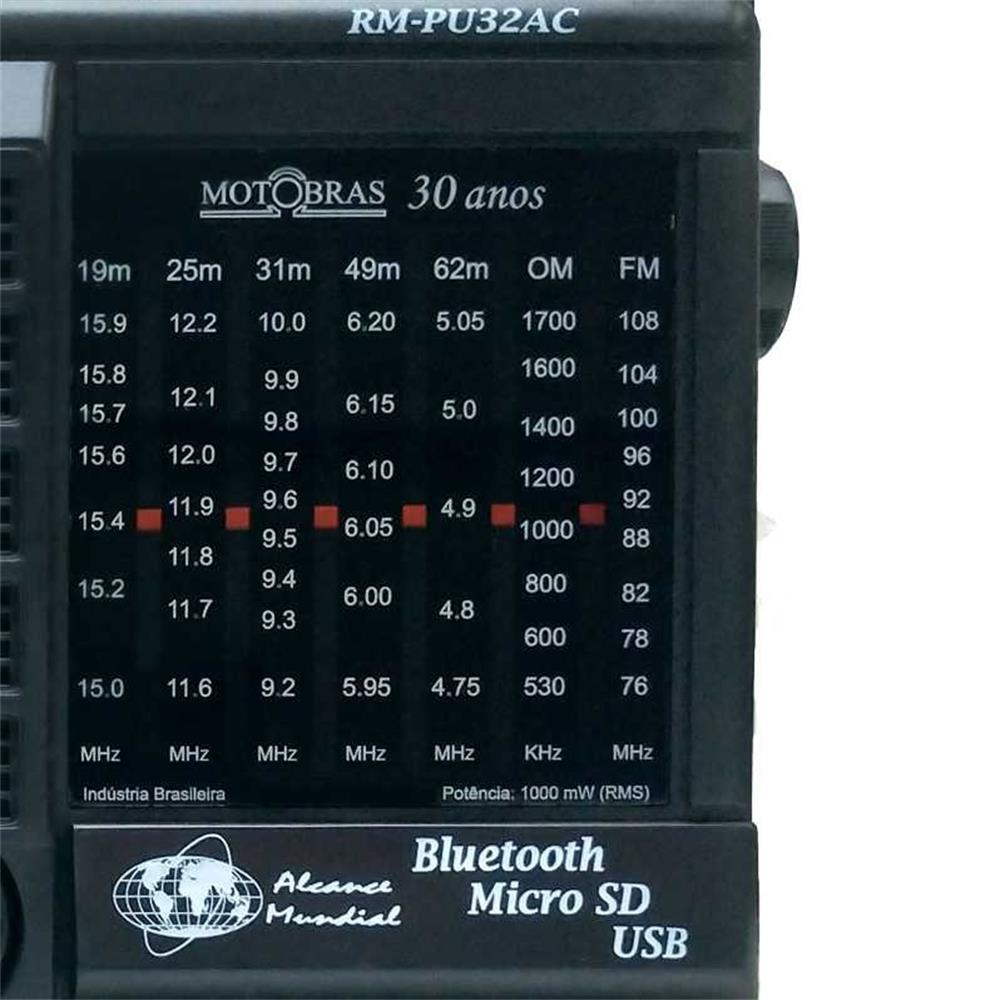 RM-PU32AC
MOTOBRAS 30 anos
19m 25m 31m 49m 62m OM FM
15.9 12.2 10.0 6.20 5.05 1700 108
15.8 12.1 9.9 6.15 5.0 1600 104
15.7 12.0 9.8 6.10 4.9 1400 100
15.6 11.9 9.7 6.05 4.8 1200 96
15.4 11.8 9.6 6.00 4.75 1000 92
15.2 11.7 9.5 5.95 800 88
15.0 11.6 9.4 600 82
9.3 530 78
9.2 76
MHz MHz MHz MHz MHz KHz MHz
Indústria Brasileira Potência: 1000 mW (RMS)
Alcance
Mundial
Bluetooth
Micro SD
USB